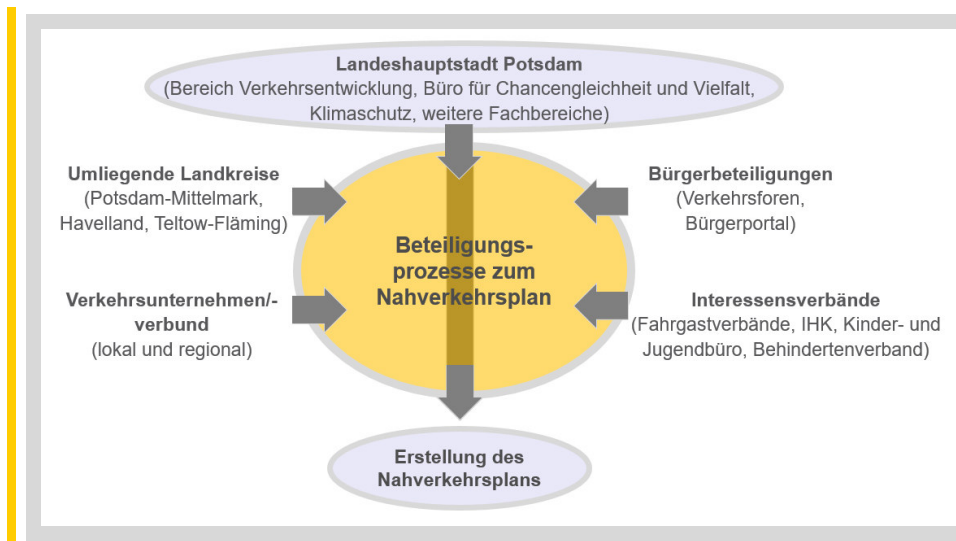 Landeshauptstadt Potsdam
(Bereich Verkehrsentwicklung, Büro für Chancengleichheit und Vielfalt,
Klimaschutz, weitere Fachbereiche)
Umliegende Landkreise
(Potsdam-Mittelmark,
Havelland, Teltow-Fläming)
Bürgerbeteiligungen
(Verkehrsforen,
Bürgerportal)
Beteiligungs-
prozesse zum
Nahverkehrsplan
Verkehrsunternehmen/-
verbund
(lokal und regional)
Interessensverbände
(Fahrgastverbände, IHK, Kinder- und
Jugendbüro, Behindertenverband)
Erstellung des
Nahverkehrsplans